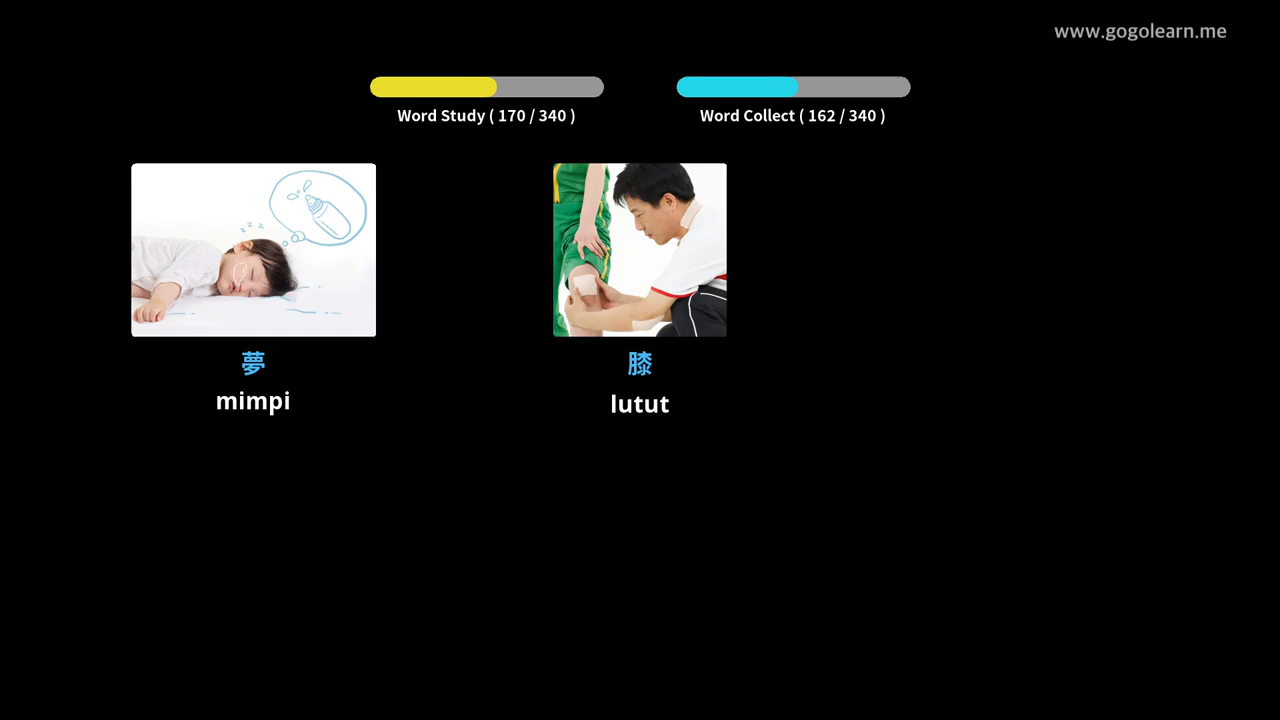 www.gogolearn.me
Word Study ( 170 / 340 )
Word Collect ( 162 / 340 )
z z z
夢
膝
mimpi
lutut